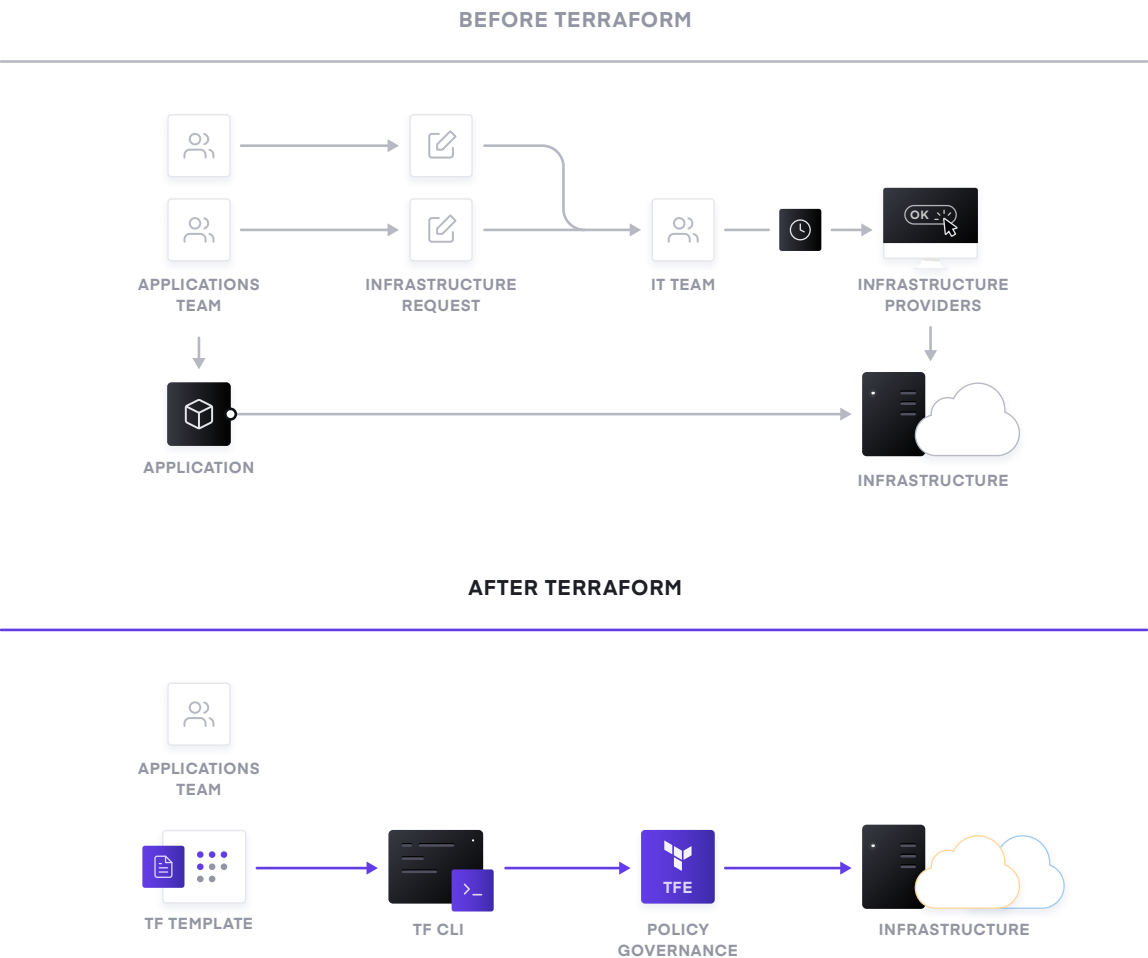 BEFORE TERRAFORM
OK
APPLICATIONS
TEAM
INFRASTRUCTURE
REQUEST
IT TEAM
INFRASTRUCTURE
PROVIDERS
APPLICATION
INFRASTRUCTURE
AFTER TERRAFORM
APPLICATIONS
TEAM
TFE
TF TEMPLATE
TF CLI
POLICY
GOVERNANCE
INFRASTRUCTURE